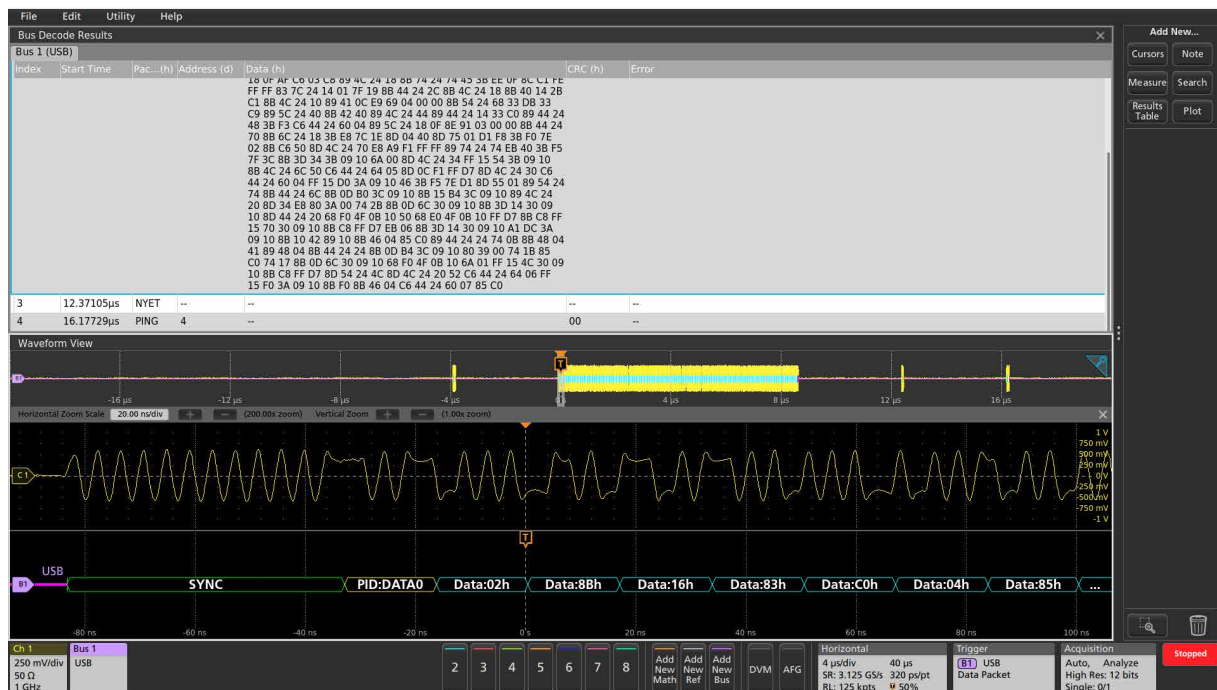 File Edit Utility Help
Bus Decode Results
Bus 1 (USB)
Index Start Time Pac...(h) Address (d) Data (h) CRC (h) Error
18 0F AF C6 03 C8 89 4C 24 18 8B 74 24 74 45 3B EE 0F 8C C1 FE
FF FF 83 7C 24 14 01 7F 19 8B 44 24 2C 8B 4C 24 18 8B 40 14 2B
C1 8B 4C 24 10 89 41 0C E9 69 04 00 00 8B 54 24 68 33 DB 33
C9 89 5C 24 40 8B 42 40 89 4C 24 44 89 44 24 14 33 C0 89 44 24
48 3B F3 C6 44 24 60 04 89 5C 24 18 0F 8E 91 03 00 00 8B 44 24
70 8B 6C 24 18 3B E8 7C 1E 8D 04 40 8D 75 01 D1 F8 3B F0 7E
02 8B C6 50 8D 4C 24 70 E8 A9 F1 FF FF 89 74 24 74 EB 40 3B F5
7F 3C 8B 3D 34 3B 09 10 6A 00 8D 4C 24 34 FF 15 54 3B 09 10
8B 4C 24 6C 50 C6 44 24 64 05 8D 0C F1 FF D7 8D 4C 24 30 C6
44 24 60 04 FF 15 D0 3A 09 10 46 3B F5 7E D1 8D 55 01 89 54 24
74 8B 44 24 6C 8B 0D B0 3C 09 10 8B 15 B4 3C 09 10 89 4C 24
20 8D 34 E8 80 3A 00 74 2B 8B 0D 6C 30 09 10 8B 3D 14 30 09
10 8D 44 24 20 68 F0 4F 0B 10 50 68 E0 4F 0B 10 FF D7 8B C8 FF
15 70 30 09 10 8B C8 FF D7 EB 06 8B 3D 14 30 09 10 A1 DC 3A
09 10 8B 10 42 89 10 8B 46 04 85 C0 89 44 24 24 74 0B 8B 48 04
41 89 48 04 8B 44 24 24 8B 0D B4 3C 09 10 80 39 00 74 1B 85
C0 74 17 8B 0D 6C 30 09 10 68 F0 4F 0B 10 6A 01 FF 15 4C 30 09
10 8B C8 FF D7 8D 54 24 4C 8D 4C 24 20 52 C6 44 24 64 06 FF
15 F0 3A 09 10 8B F0 8B 46 04 C6 44 24 60 07 85 C0
3 12.37105µs NYET -- -- -- --
4 16.17729µs PING 4 -- 00 --
Waveform View
B1
T
-16 µs -12 µs -8 µs -4 µs 0 s 4 µs 8 µs 12 µs 16 µs
Horizontal Zoom Scale 20.00 ns/div + − (200.00x zoom) Vertical Zoom + − (1.00x zoom)
C1
1 V
750 mV
500 mV
250 mV
0 V
-250 mV
-500 mV
-750 mV
-1 V
T
USB
B1 SYNC PID:DATA0 Data:02h Data:8Bh Data:16h Data:83h Data:C0h Data:04h Data:85h ...
-80 ns -60 ns -40 ns -20 ns 0 s 20 ns 40 ns 60 ns 80 ns 100 ns
Add New...
Cursors Note
Measure Search
Results Table Plot
Ch 1
250 mV/div
50 Ω
1 GHz
Bus 1
USB
2 3 4 5 6 7 8
Add New Math
Add New Ref
Add New Bus
DVM AFG
Horizontal
4 µs/div 40 µs
SR: 3.125 GS/s 320 ps/pt
RL: 125 kpts 50%
Trigger
B1 USB
Data Packet
Acquisition
Auto, Analyze
High Res: 12 bits
Single: 0/1
Stopped